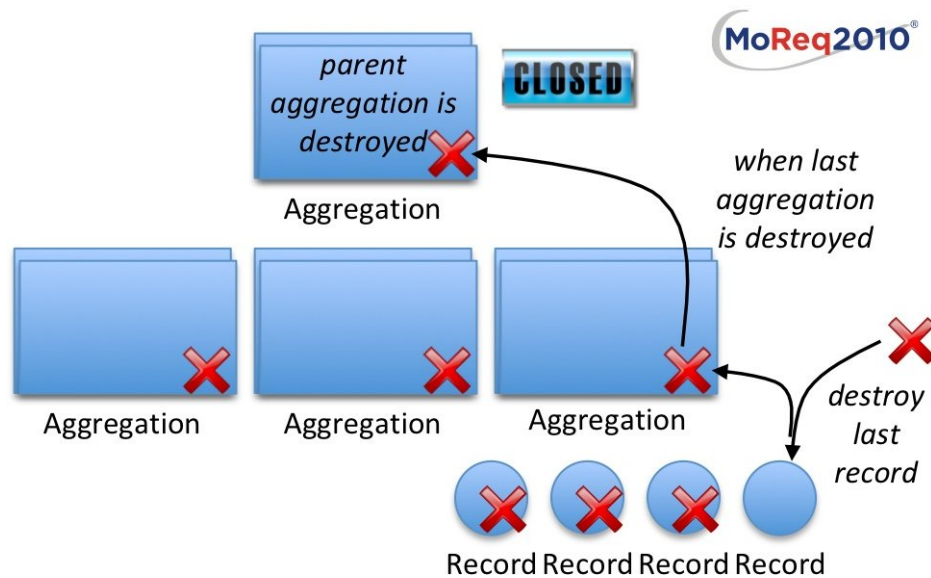 MoReq2010®
parent
aggregation is
destroyed
CLOSED
Aggregation
when last
aggregation
is destroyed
Aggregation
Aggregation
Aggregation
destroy
last
record
Record Record Record Record